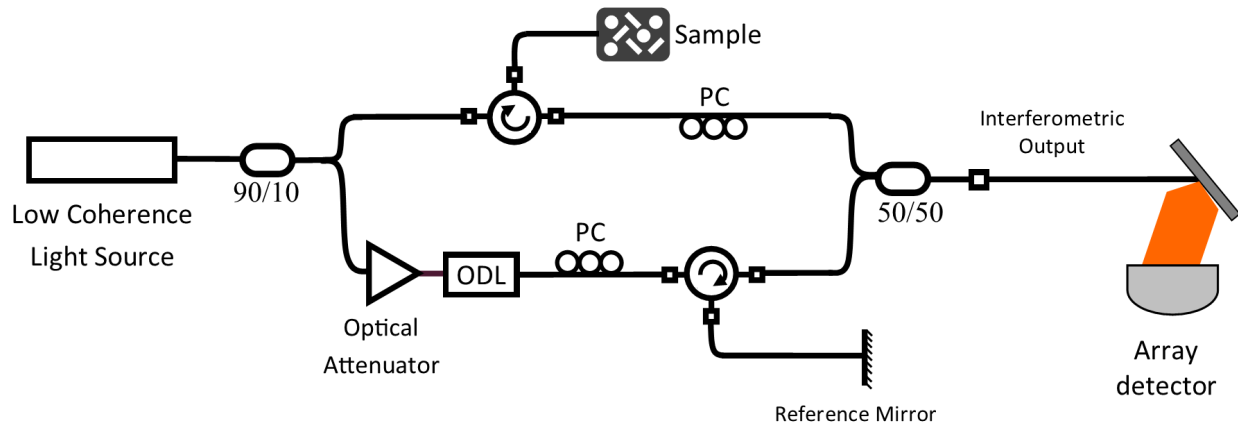 Sample
PC
Interferometric
Output
90/10
50/50
Low Coherence
Light Source
PC
ODL
Optical
Attenuator
Array
detector
Reference Mirror